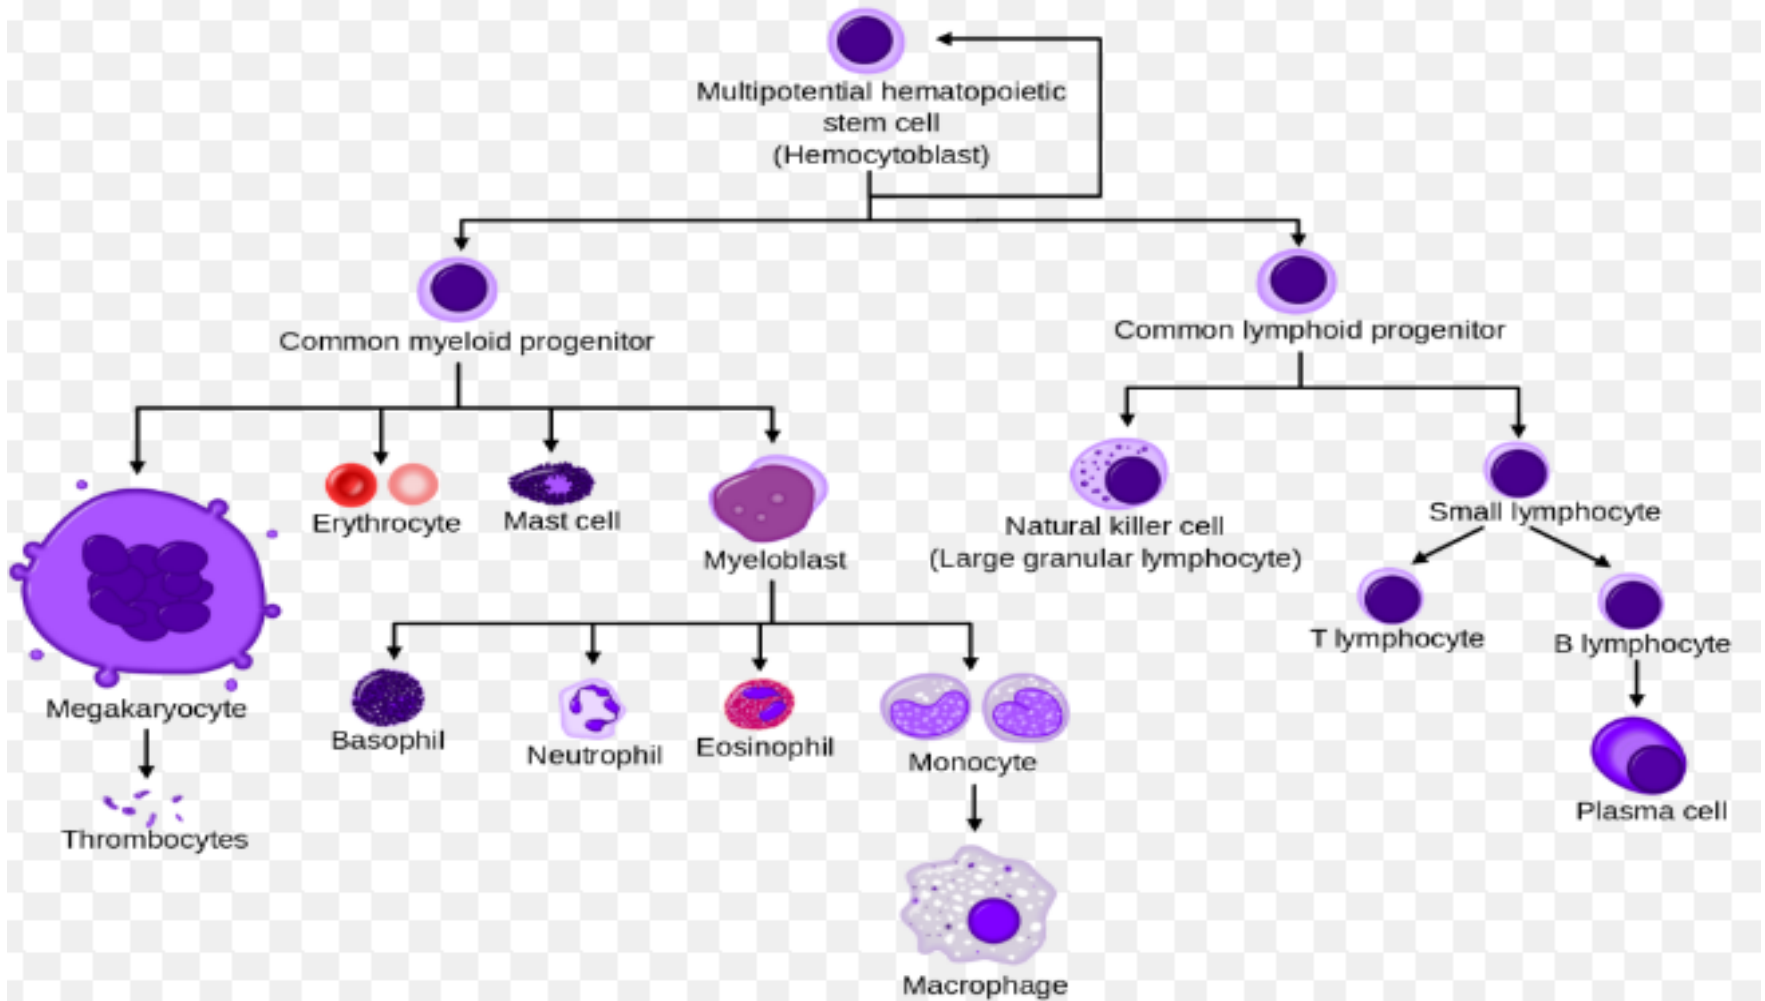 Multipotential hematopoietic
stem cell
(Hemocytoblast)
Common myeloid progenitor
Common lymphoid progenitor
Erythrocyte
Mast cell
Myeloblast
Natural killer cell
(Large granular lymphocyte)
Small lymphocyte
T lymphocyte
B lymphocyte
Megakaryocyte
Basophil
Neutrophil
Eosinophil
Monocyte
Plasma cell
Thrombocytes
Macrophage